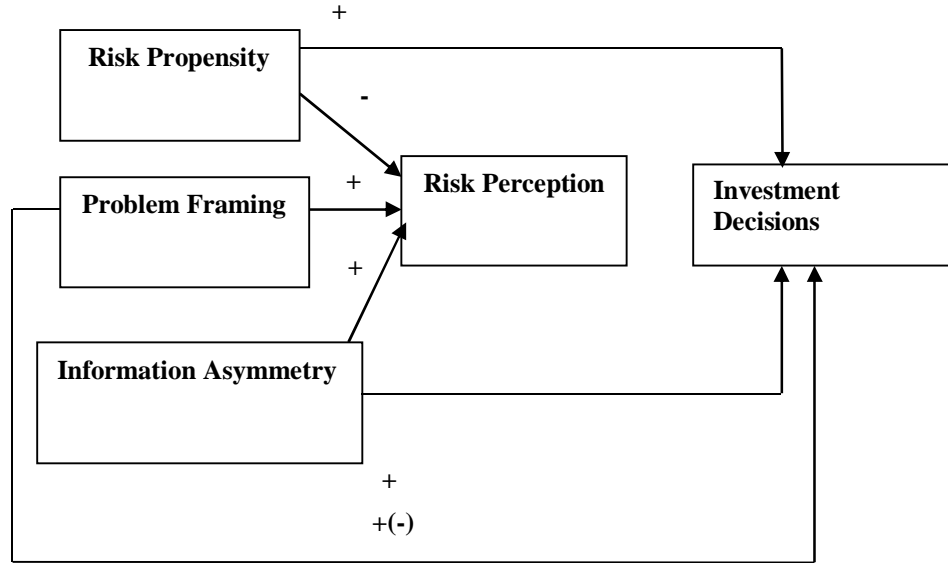 +
Risk Propensity
-
Risk Perception
Investment
Decisions
+
Problem Framing
+
Information Asymmetry
+
+(-)